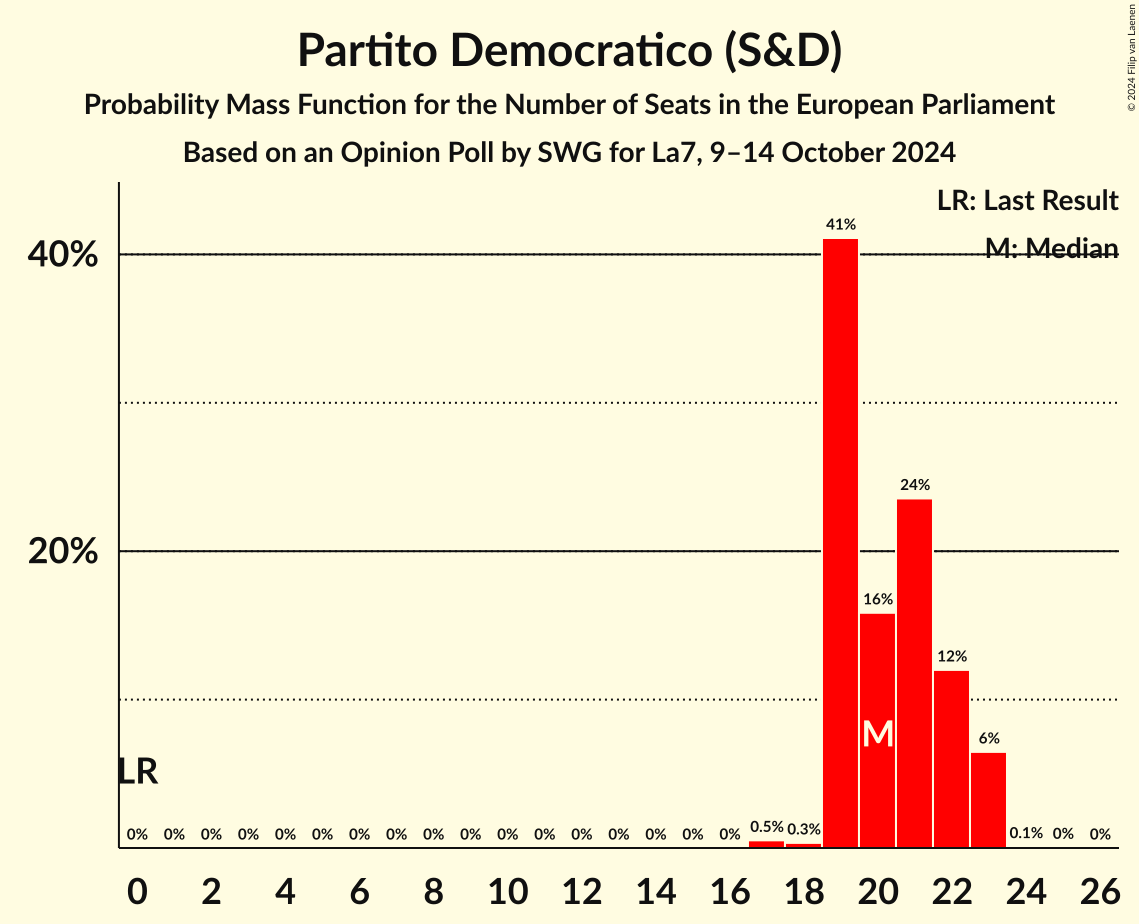 Partito Democratico (S&D)
Probability Mass Function for the Number of Seats in the European Parliament
Based on an Opinion Poll by SWG for La7, 9–14 October 2024
© 2024 Filip van Laenen
LR: Last Result
M: Median
40%
20%
41%
24%
16%
12%
6%
M
LR
0% 0% 0% 0% 0% 0% 0% 0% 0% 0% 0% 0% 0% 0% 0% 0% 0% 0.5% 0.3% 0.1% 0% 0%
0 2 4 6 8 10 12 14 16 18 20 22 24 26